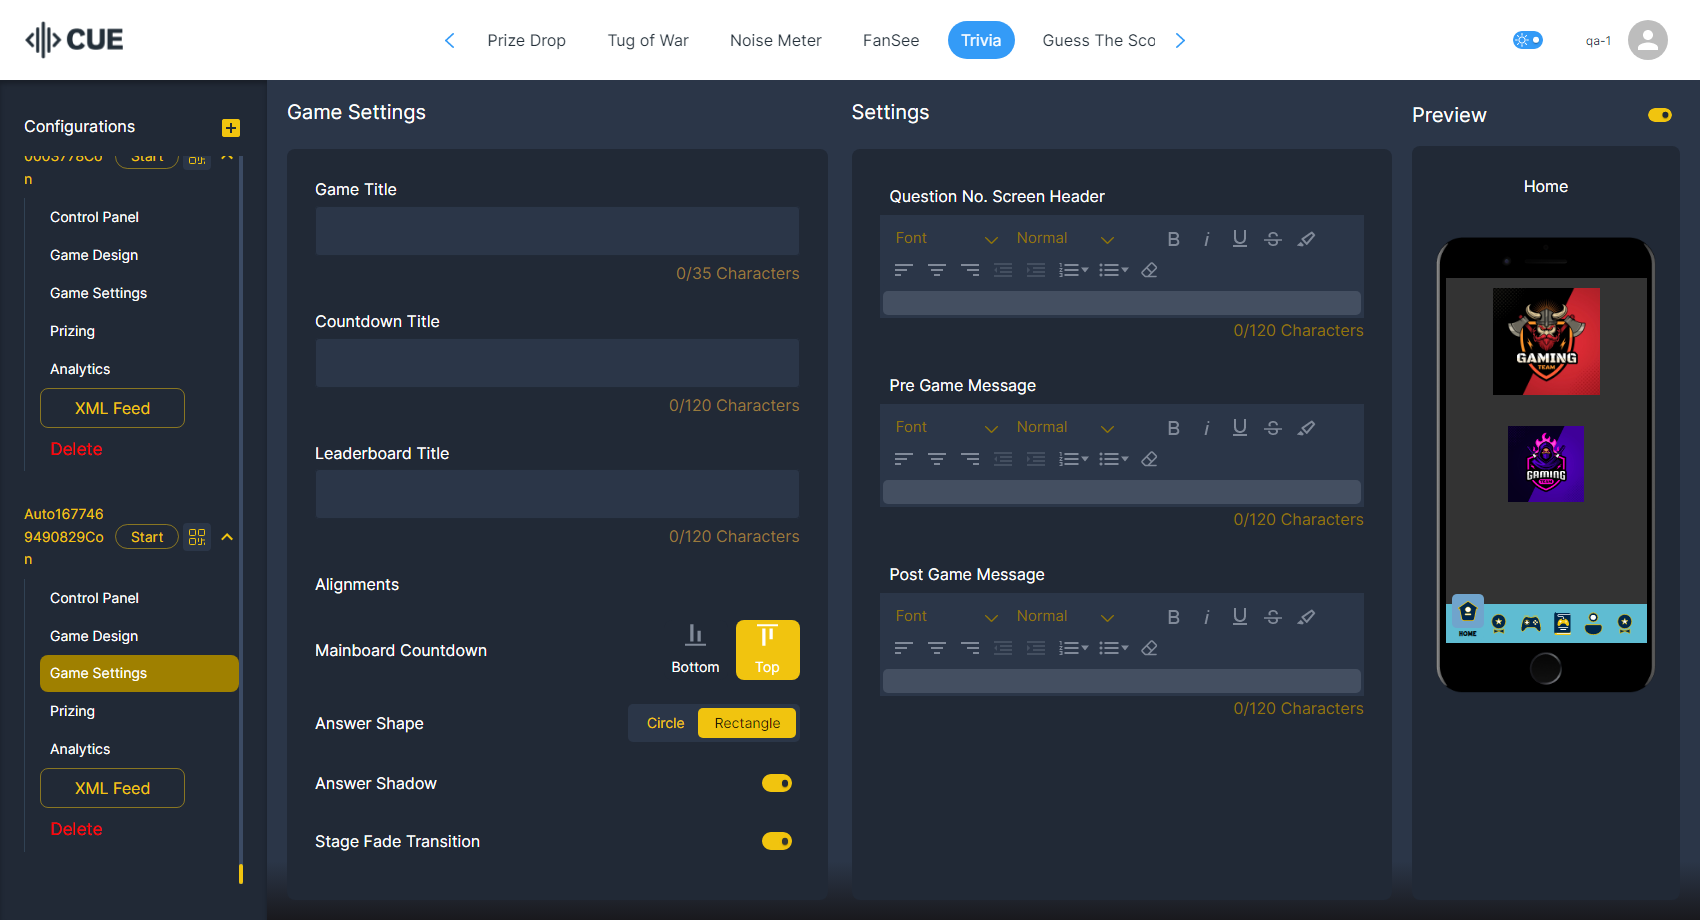 CUE
Prize Drop
Tug of War
Noise Meter
FanSee
Trivia
Guess The Sco
qa-1
Configurations
0003778Co
n
Start
Control Panel
Game Design
Game Settings
Prizing
Analytics
XML Feed
Delete
Auto167746
9490829Co
n
Start
Control Panel
Game Design
Game Settings
Prizing
Analytics
XML Feed
Delete
Game Settings
Game Title
0/35 Characters
Countdown Title
0/120 Characters
Leaderboard Title
0/120 Characters
Alignments
Mainboard Countdown
Bottom
Top
Answer Shape
Circle
Rectangle
Answer Shadow
Stage Fade Transition
Settings
Question No. Screen Header
Font
Normal
0/120 Characters
Pre Game Message
Font
Normal
0/120 Characters
Post Game Message
Font
Normal
0/120 Characters
Preview
Home
GAMING
TEAM
GAMING
TEAM
HOME